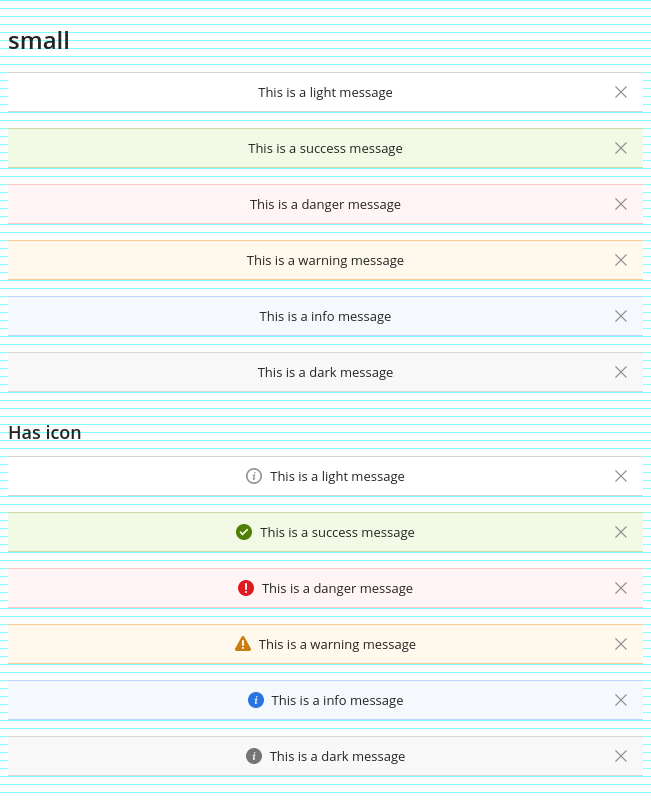 small
This is a light message
This is a success message
This is a danger message
This is a warning message
This is a info message
This is a dark message
Has icon
This is a light message
This is a success message
This is a danger message
This is a warning message
This is a info message
This is a dark message